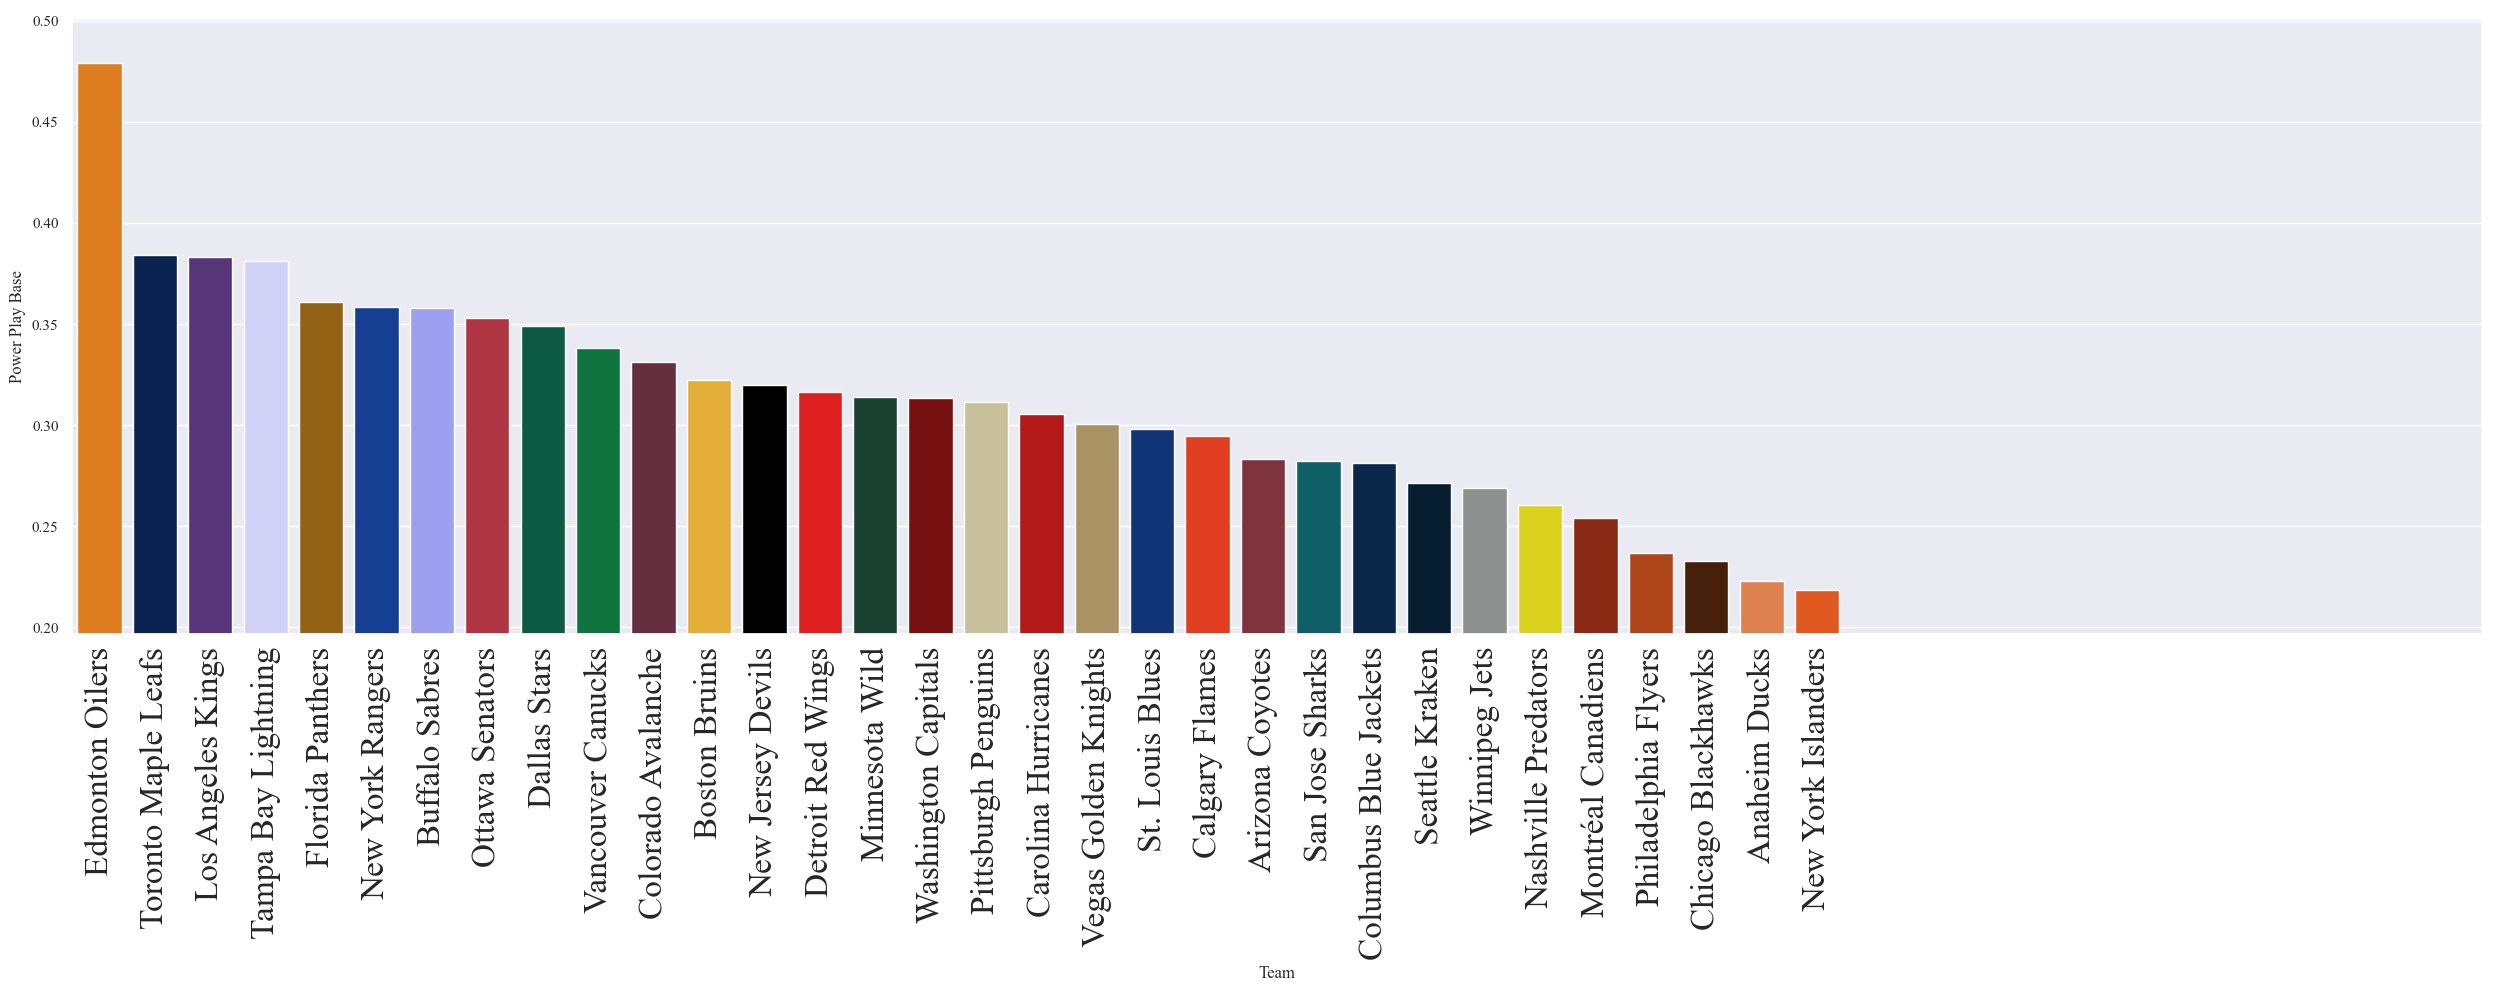 0.50
0.45
0.40
0.35
0.30
0.25
0.20
Power Play Base
Edmonton Oilers
Toronto Maple Leafs
Los Angeles Kings
Tampa Bay Lightning
Florida Panthers
New York Rangers
Buffalo Sabres
Ottawa Senators
Dallas Stars
Vancouver Canucks
Colorado Avalanche
Boston Bruins
New Jersey Devils
Detroit Red Wings
Minnesota Wild
Washington Capitals
Pittsburgh Penguins
Carolina Hurricanes
Vegas Golden Knights
St. Louis Blues
Calgary Flames
Arizona Coyotes
San Jose Sharks
Columbus Blue Jackets
Seattle Kraken
Winnipeg Jets
Nashville Predators
Montréal Canadiens
Philadelphia Flyers
Chicago Blackhawks
Anaheim Ducks
New York Islanders
Team